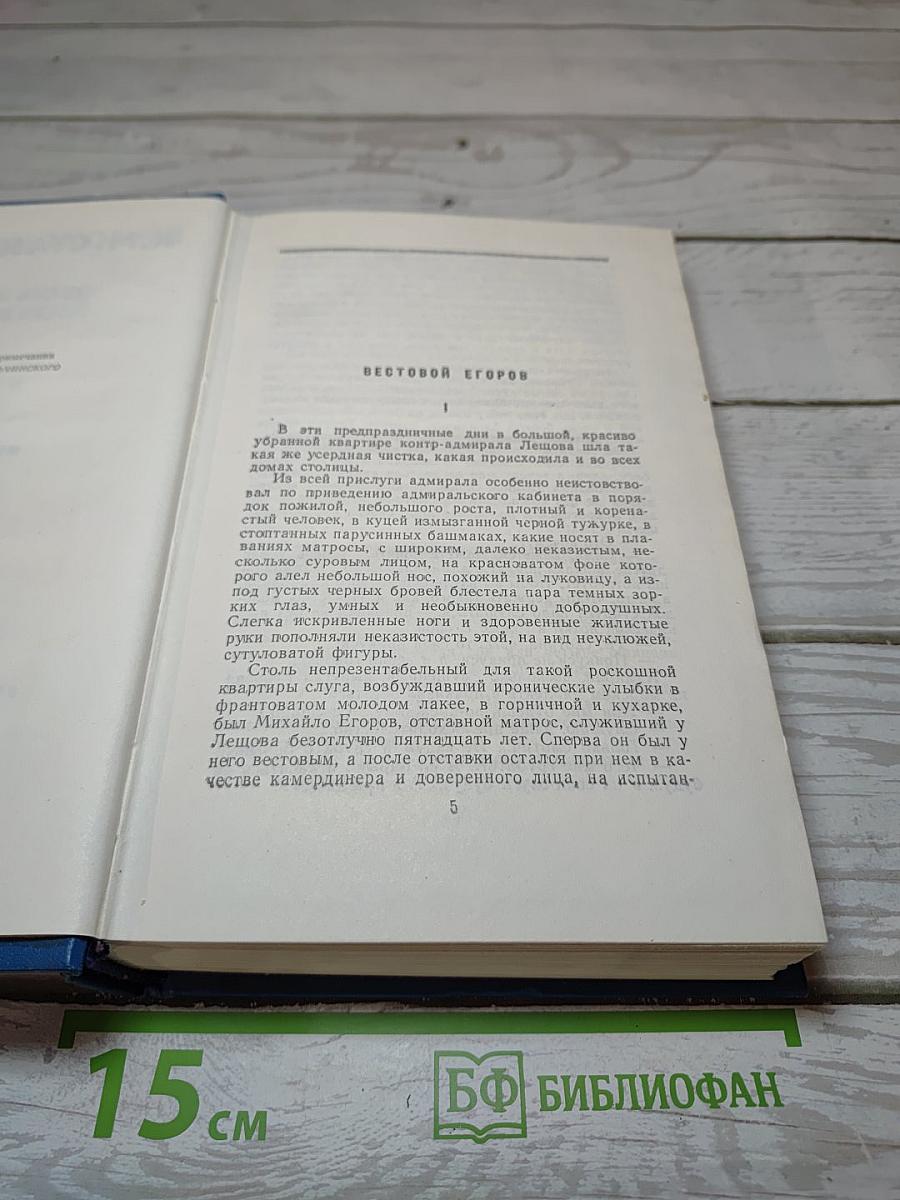 примечания
ВЕСТОВОЙ ЕГОРОВ
I
В эти предпраздничные дни в большой, красиво
убранной квартире контр-адмирала Лещова шла та-
кая же усердная чистка, какая происходила и во всех
домах столицы.
Из всей прислуги адмирала особенно неистовство-
вал по приведению адмиральского кабинета в поря-
док пожилой, небольшого роста, плотный и корена-
стый человек, в куцей измызганной черной тужурке, в
стоптанных парусинных башмаках, какие носят в пла-
ваниях матросы, с широким, далеко неказистым, не-
сколько суровым лицом, на красноватом фоне кото-
рого алел небольшой нос, похожий на луковицу, а из-
под густых черных бровей блестела пара темных зор-
ких глаз, умных и необыкновенно добродушных.
Слегка искривленные ноги и здоровенные жилистые
руки пополняли неказистость этой, на вид неуклюжей,
сутуловатой фигуры.
Столь непрезентабельный для такой роскошной
квартиры слуга, возбуждавший иронические улыбки в
франтоватом молодом лакее, в горничной и кухарке,
был Михайло Егоров, отставной матрос, служивший у
Лещова безотлучно пятнадцать лет. Сперва он был у
него вестовым, а после отставки остался при нем в ка-
честве камердинера и доверенного лица, на испытан-
5
15 см
БФ БИБЛИОФАН